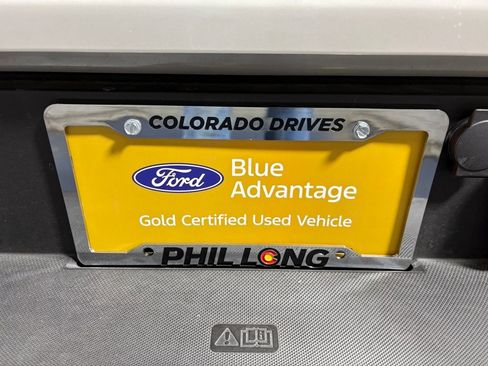 COLORADO DRIVES
Ford
Blue
Advantage
Gold Certified Used Vehicle
PHIL LONG